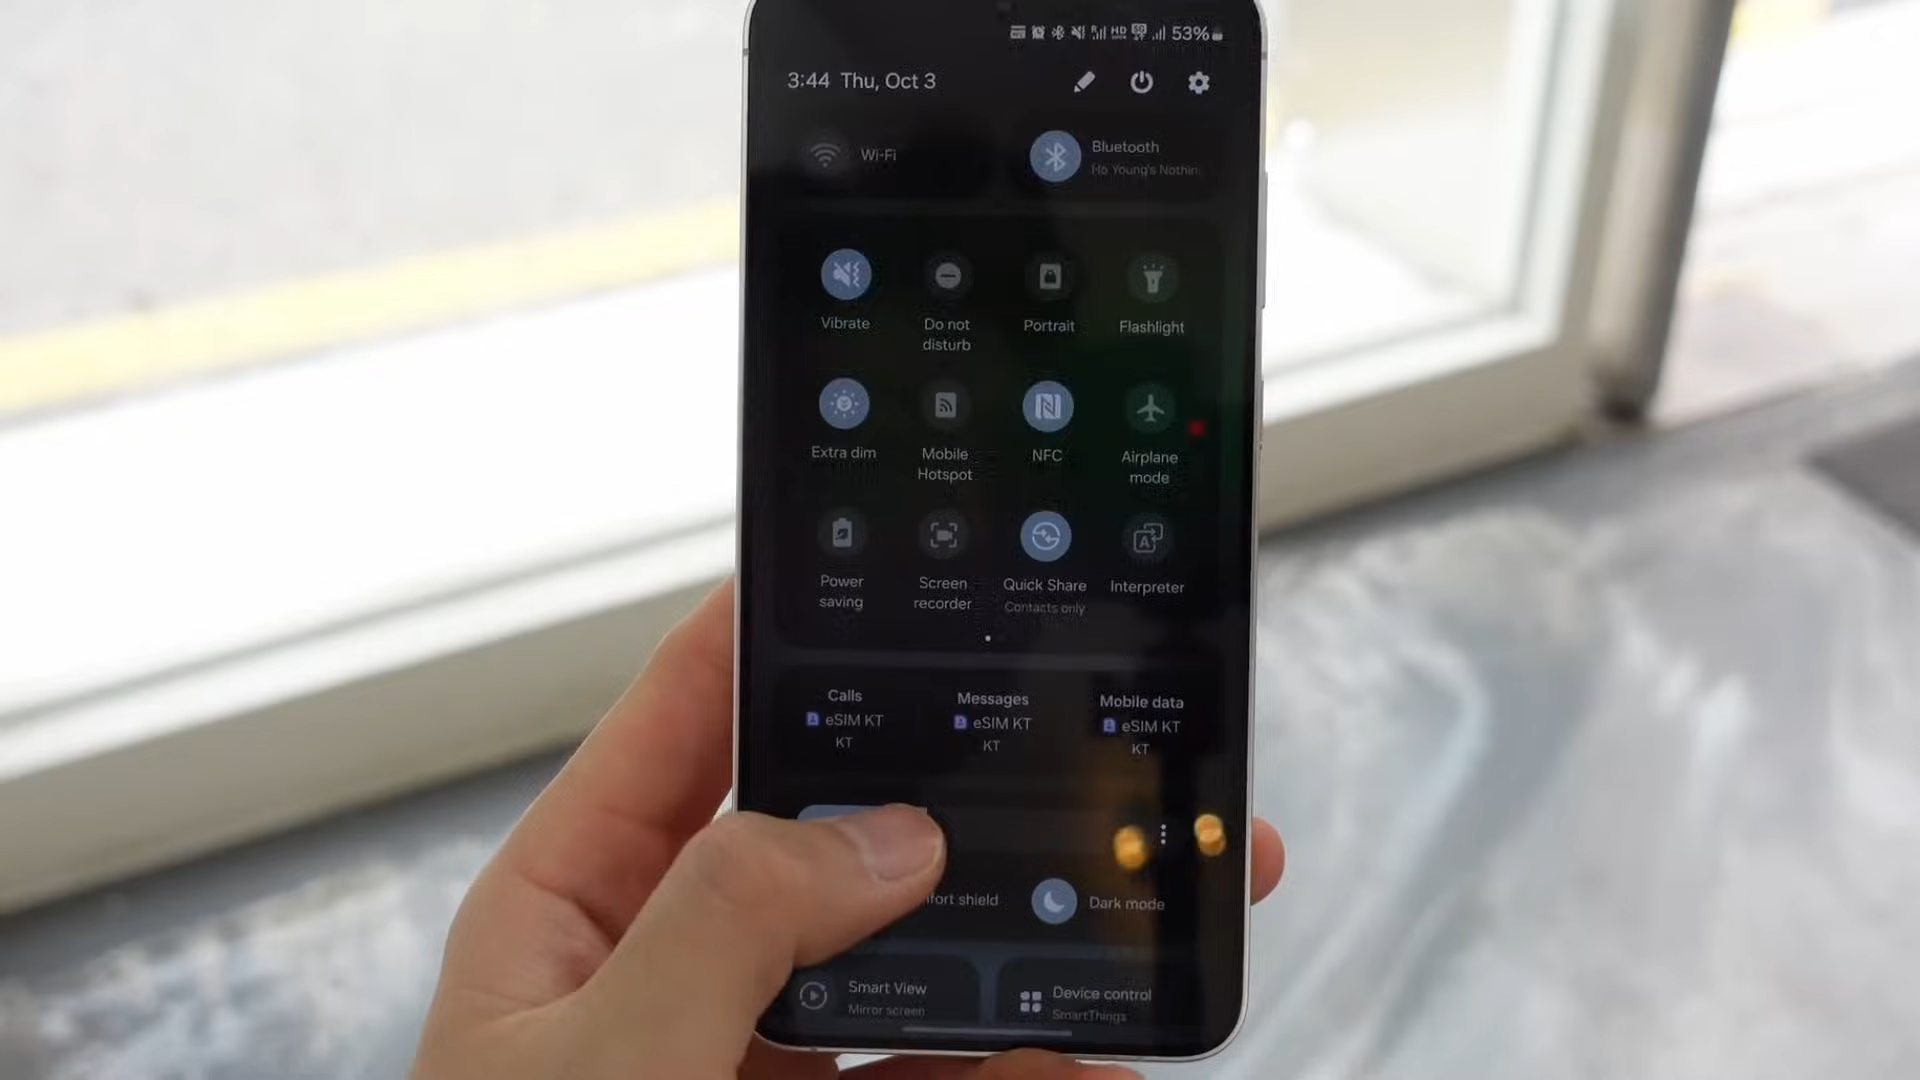 53%
3:44 Thu, Oct 3
Wi-Fi
Bluetooth
Ho Young's Nothin
Vibrate
Do not
disturb
Portrait
Flashlight
Extra dim
Mobile
Hotspot
NFC
Airplane
mode
Power
saving
Screen
recorder
Quick Share
Contacts only
Interpreter
Calls
eSIM KT
KT
Messages
eSIM KT
KT
Mobile data
eSIM KT
KT
fort shield
Dark mode
Smart View
Mirror screen
Device control
SmartThings